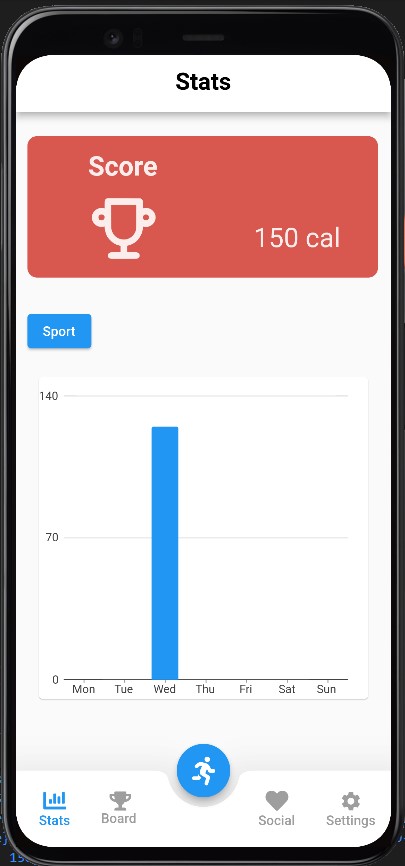 Stats
Score
150 cal
Sport
140
70
0
Mon Tue Wed Thu Fri Sat Sun
Stats Board Social Settings